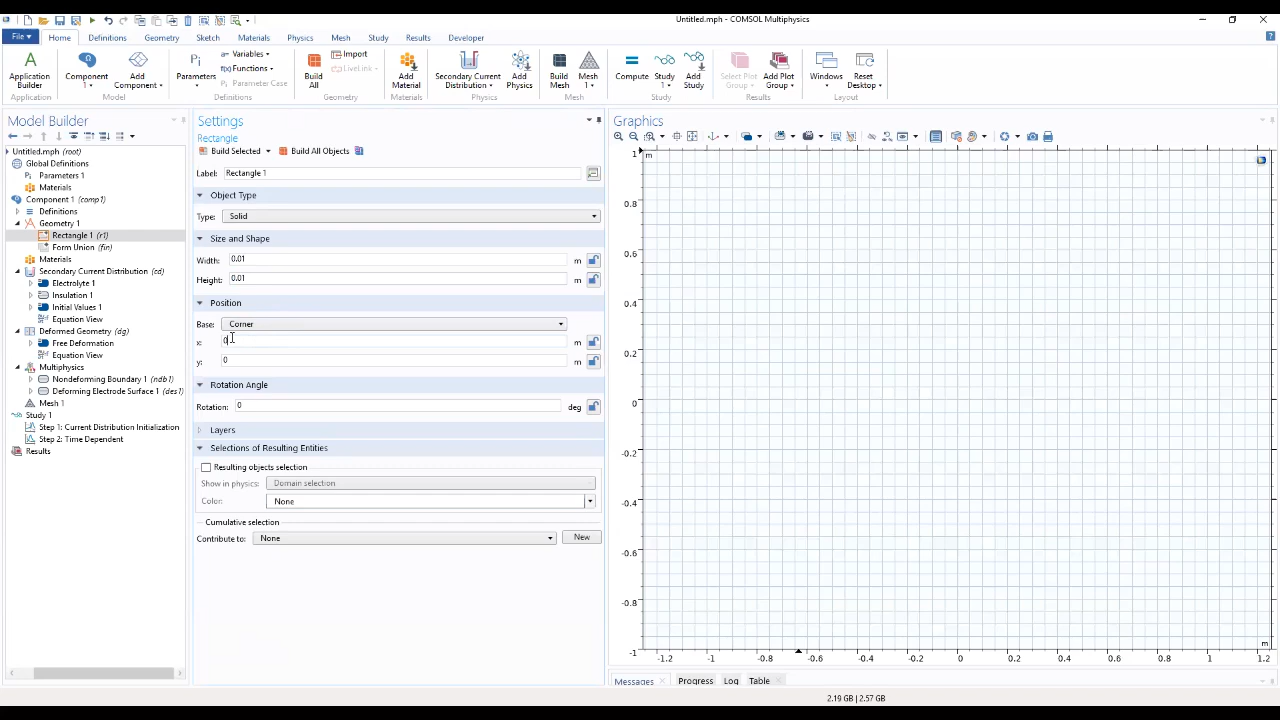 Untitled.mph - COMSOL Multiphysics
File
Home
Definitions
Geometry
Sketch
Materials
Physics
Mesh
Study
Results
Developer
Application Builder
Application
Component 1
Add Component
Model
Parameters
Variables
Functions
Parameter Case
Definitions
Build All
Import
LiveLink
Geometry
Add Material
Materials
Secondary Current Distribution
Add Physics
Physics
Build Mesh
Mesh 1
Mesh
Compute
Study 1
Add Study
Study
Select Plot Group
Add Plot Group
Results
Windows
Reset Desktop
Layout
Model Builder
Untitled.mph (root)
Global Definitions
Parameters 1
Materials
Component 1 (comp1)
Definitions
Geometry 1
Rectangle 1 (r1)
Form Union (fin)
Materials
Secondary Current Distribution (cd)
Electrolyte 1
Insulation 1
Initial Values 1
Equation View
Deformed Geometry (dg)
Free Deformation
Equation View
Multiphysics
Nondeforming Boundary 1 (ndb1)
Deforming Electrode Surface 1 (des1)
Mesh 1
Study 1
Step 1: Current Distribution Initialization
Step 2: Time Dependent
Results
Settings
Rectangle
Build Selected
Build All Objects
Label: Rectangle 1
Object Type
Type: Solid
Size and Shape
Width: 0.01 m
Height: 0.01 m
Position
Base: Corner
x: 0 m
y: 0 m
Rotation Angle
Rotation: 0 deg
Layers
Selections of Resulting Entities
Resulting objects selection
Show in physics: Domain selection
Color: None
Cumulative selection
Contribute to: None New
Graphics
m
1
0.8
0.6
0.4
0.2
0
-0.2
-0.4
-0.6
-0.8
-1
m
-1.2 -1 -0.8 -0.6 -0.4 -0.2 0 0.2 0.4 0.6 0.8 1 1.2
Messages
Progress
Log
Table
2.19 GB | 2.57 GB